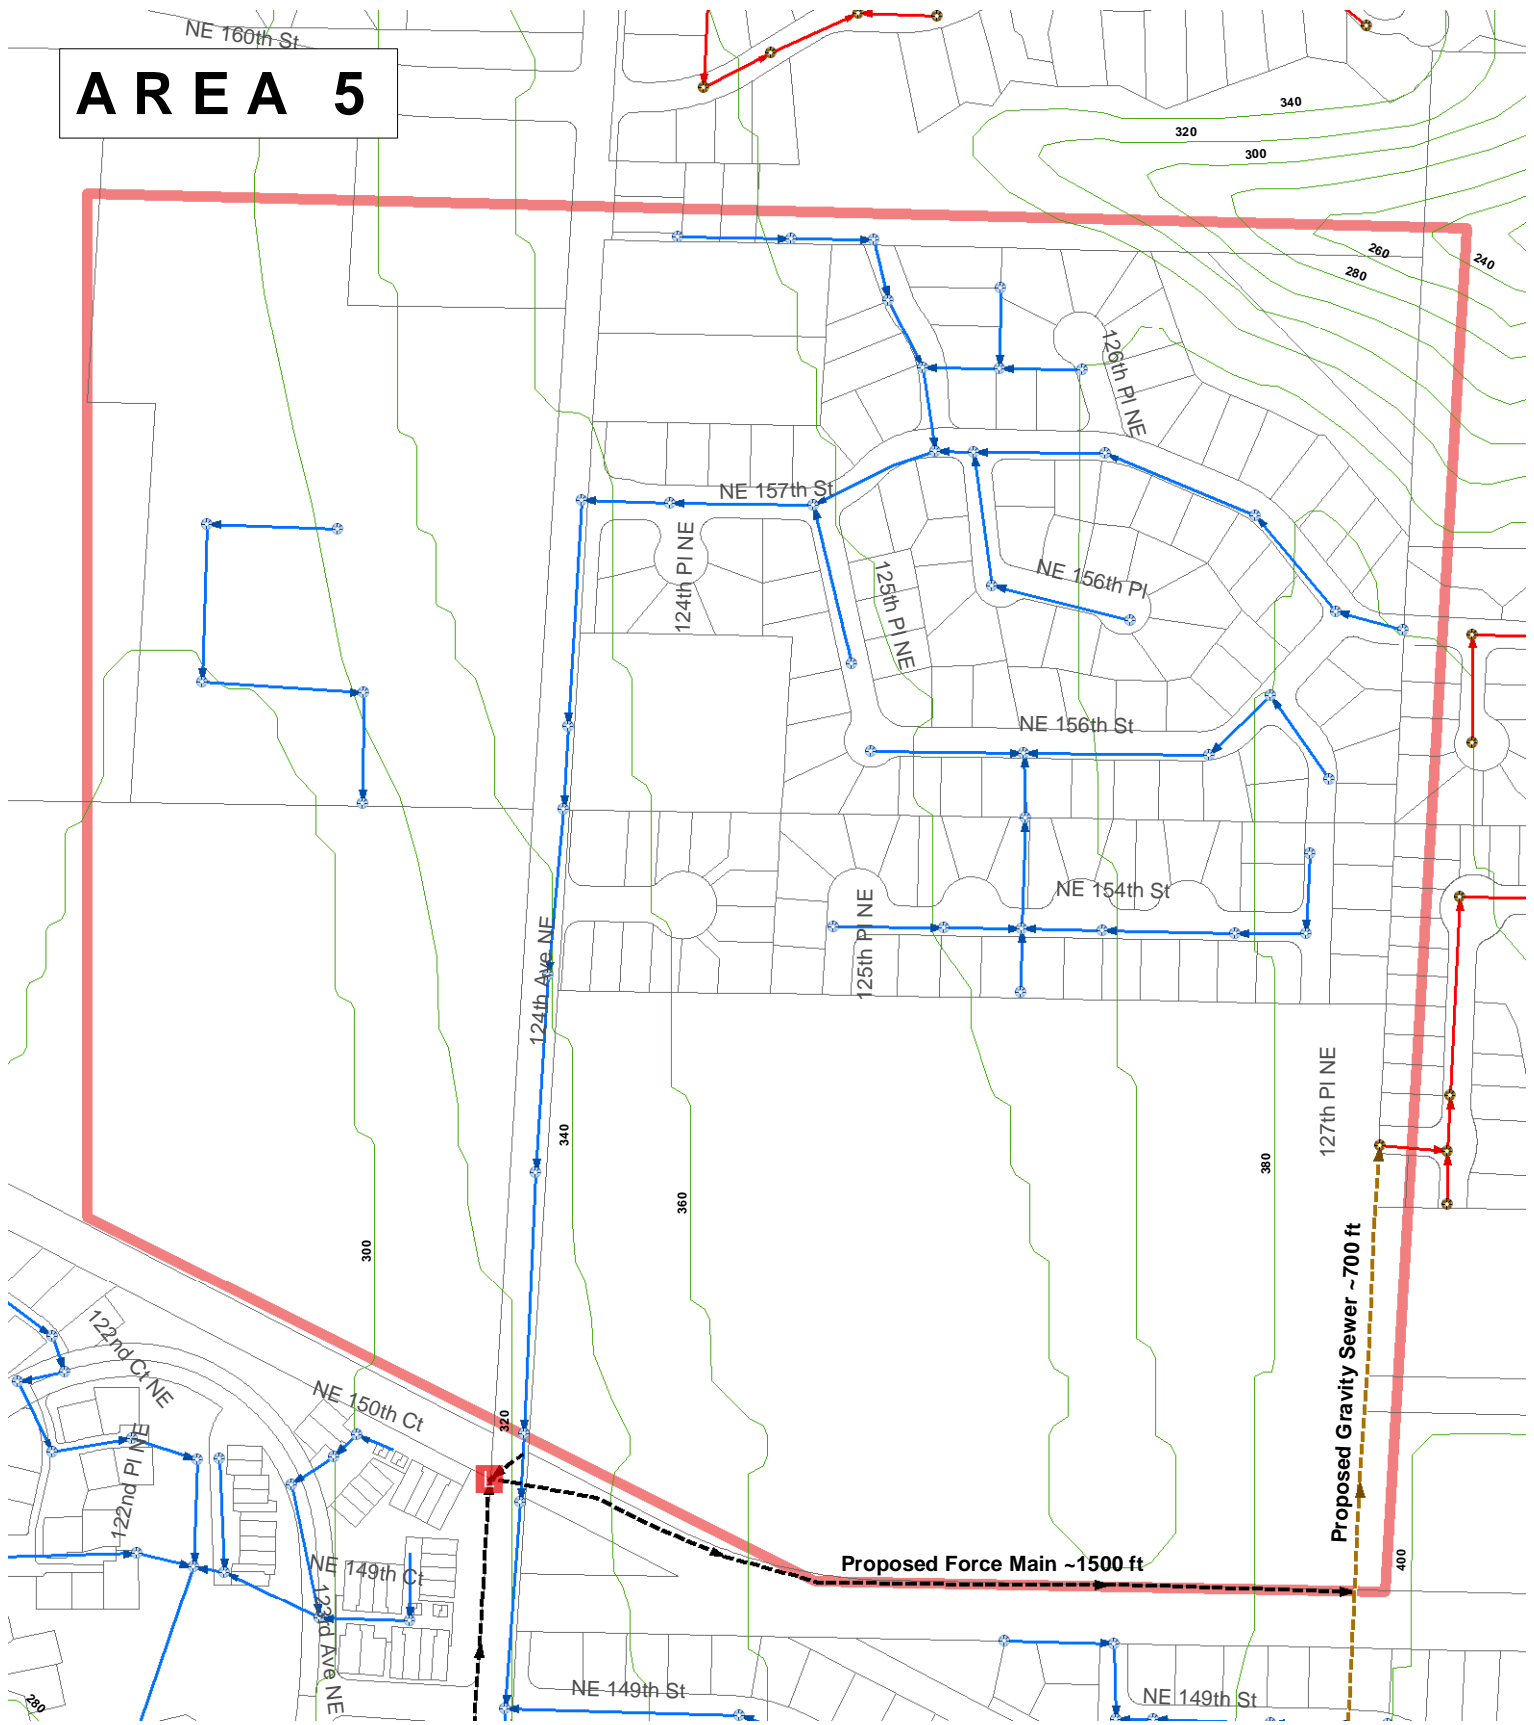 NE 160th St
AREA 5
340
320
300
260
240
280
126th Pl NE
NE 157th St
124th Pl NE
125th Pl NE
NE 156th Pl
NE 156th St
NE 154th St
125th Pl NE
124th Ave NE
127th Pl NE
340
380
360
300
Proposed Gravity Sewer ~700 ft
122nd Ct NE
NE 150th Ct
320
122nd Pl NE
Proposed Force Main ~1500 ft
400
NE 149th Ct
123rd Ave NE
NE 149th St
NE 149th St
280